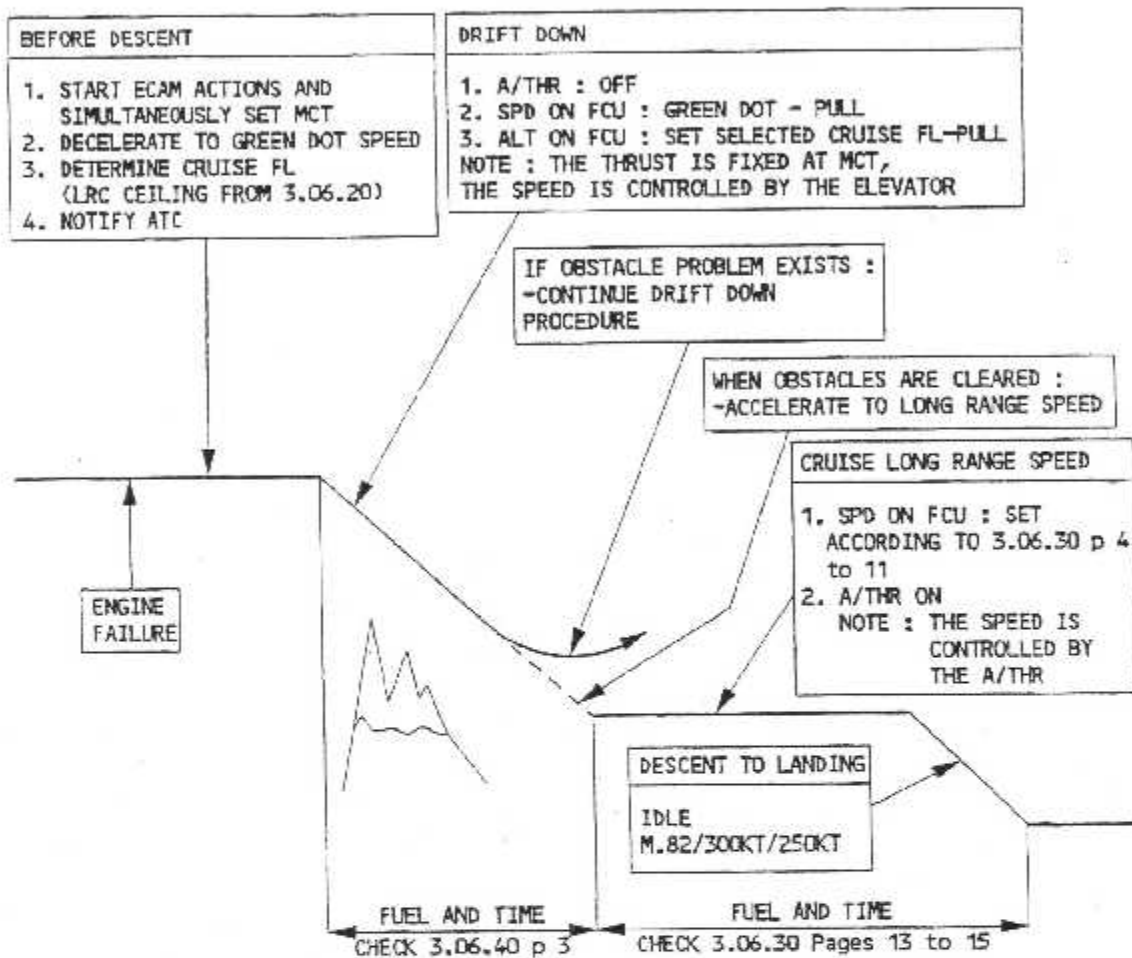 BEFORE DESCENT
1. START ECAM ACTIONS AND
SIMULTANEOUSLY SET MCT
2. DECELERATE TO GREEN DOT SPEED
3. DETERMINE CRUISE FL
(LRC CEILING FROM 3.06.20)
4. NOTIFY ATC
DRIFT DOWN
1. A/THR : OFF
2. SPD ON FCU : GREEN DOT - PULL
3. ALT ON FCU : SET SELECTED CRUISE FL-PULL
NOTE : THE THRUST IS FIXED AT MCT,
THE SPEED IS CONTROLLED BY THE ELEVATOR
IF OBSTACLE PROBLEM EXISTS :
-CONTINUE DRIFT DOWN
PROCEDURE
WHEN OBSTACLES ARE CLEARED :
-ACCELERATE TO LONG RANGE SPEED
CRUISE LONG RANGE SPEED
1. SPD ON FCU : SET
ACCORDING TO 3.06.30 p 4
to 11
2. A/THR ON
NOTE : THE SPEED IS
CONTROLLED BY
THE A/THR
ENGINE
FAILURE
DESCENT TO LANDING
IDLE
M.82/300KT/250KT
FUEL AND TIME
CHECK 3.06.40 p 3
FUEL AND TIME
CHECK 3.06.30 Pages 13 to 15